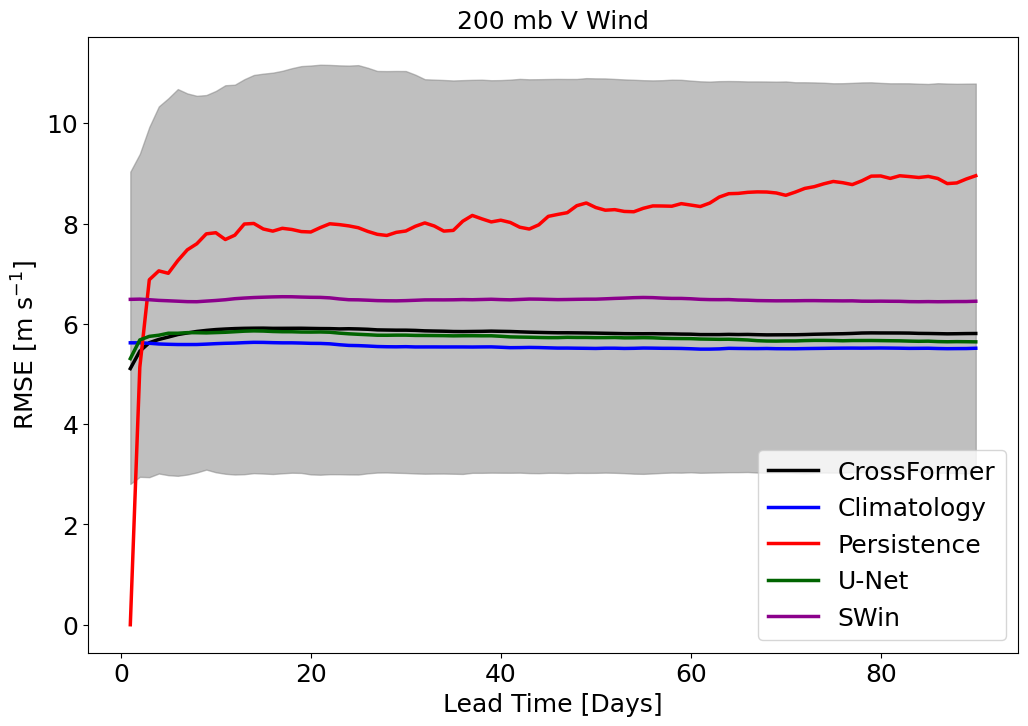 200 mb V Wind
RMSE [m s⁻¹]
10
8
6
4
2
0
0 20 40 60 80
Lead Time [Days]
CrossFormer
Climatology
Persistence
U-Net
SWin